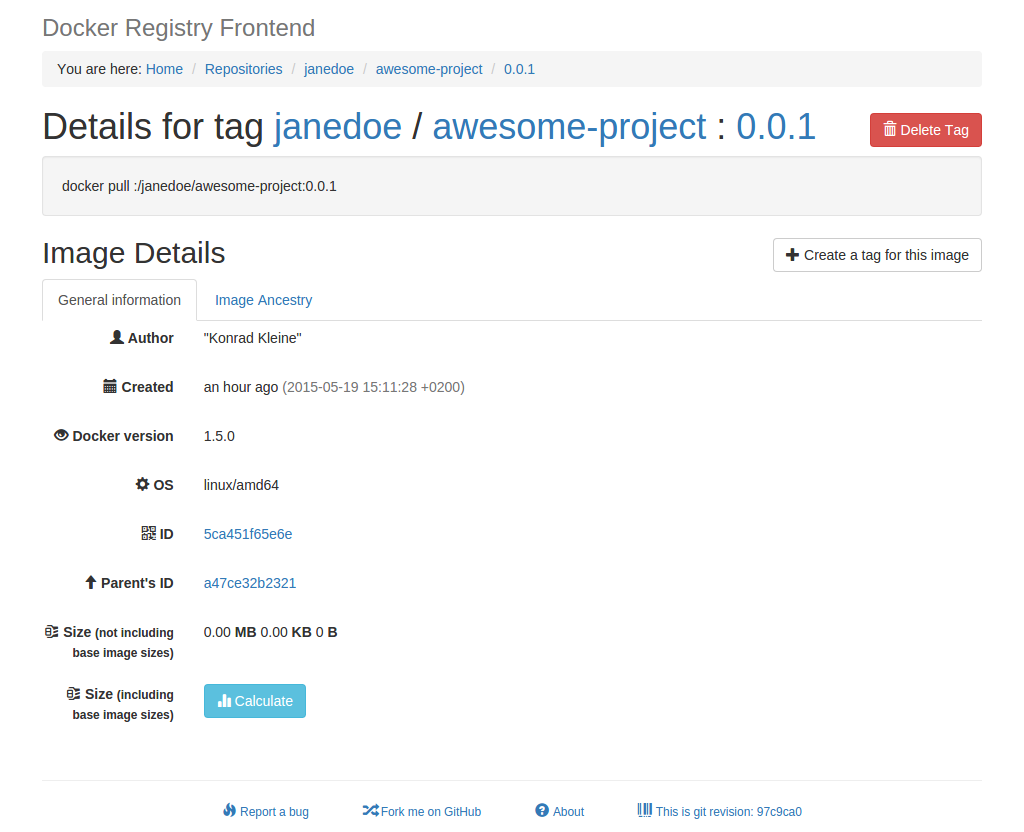 Docker Registry Frontend
You are here: Home / Repositories / janedoe / awesome-project / 0.0.1
Details for tag janedoe / awesome-project : 0.0.1
Delete Tag
docker pull :/janedoe/awesome-project:0.0.1
Image Details
Create a tag for this image
General information Image Ancestry
Author "Konrad Kleine"
Created an hour ago (2015-05-19 15:11:28 +0200)
Docker version 1.5.0
OS linux/amd64
ID 5ca451f65e6e
Parent's ID a47ce32b2321
Size (not including 0.00 MB 0.00 KB 0 B
base image sizes)
Size (including
base image sizes)
Calculate
Report a bug Fork me on GitHub About This is git revision: 97c9ca0